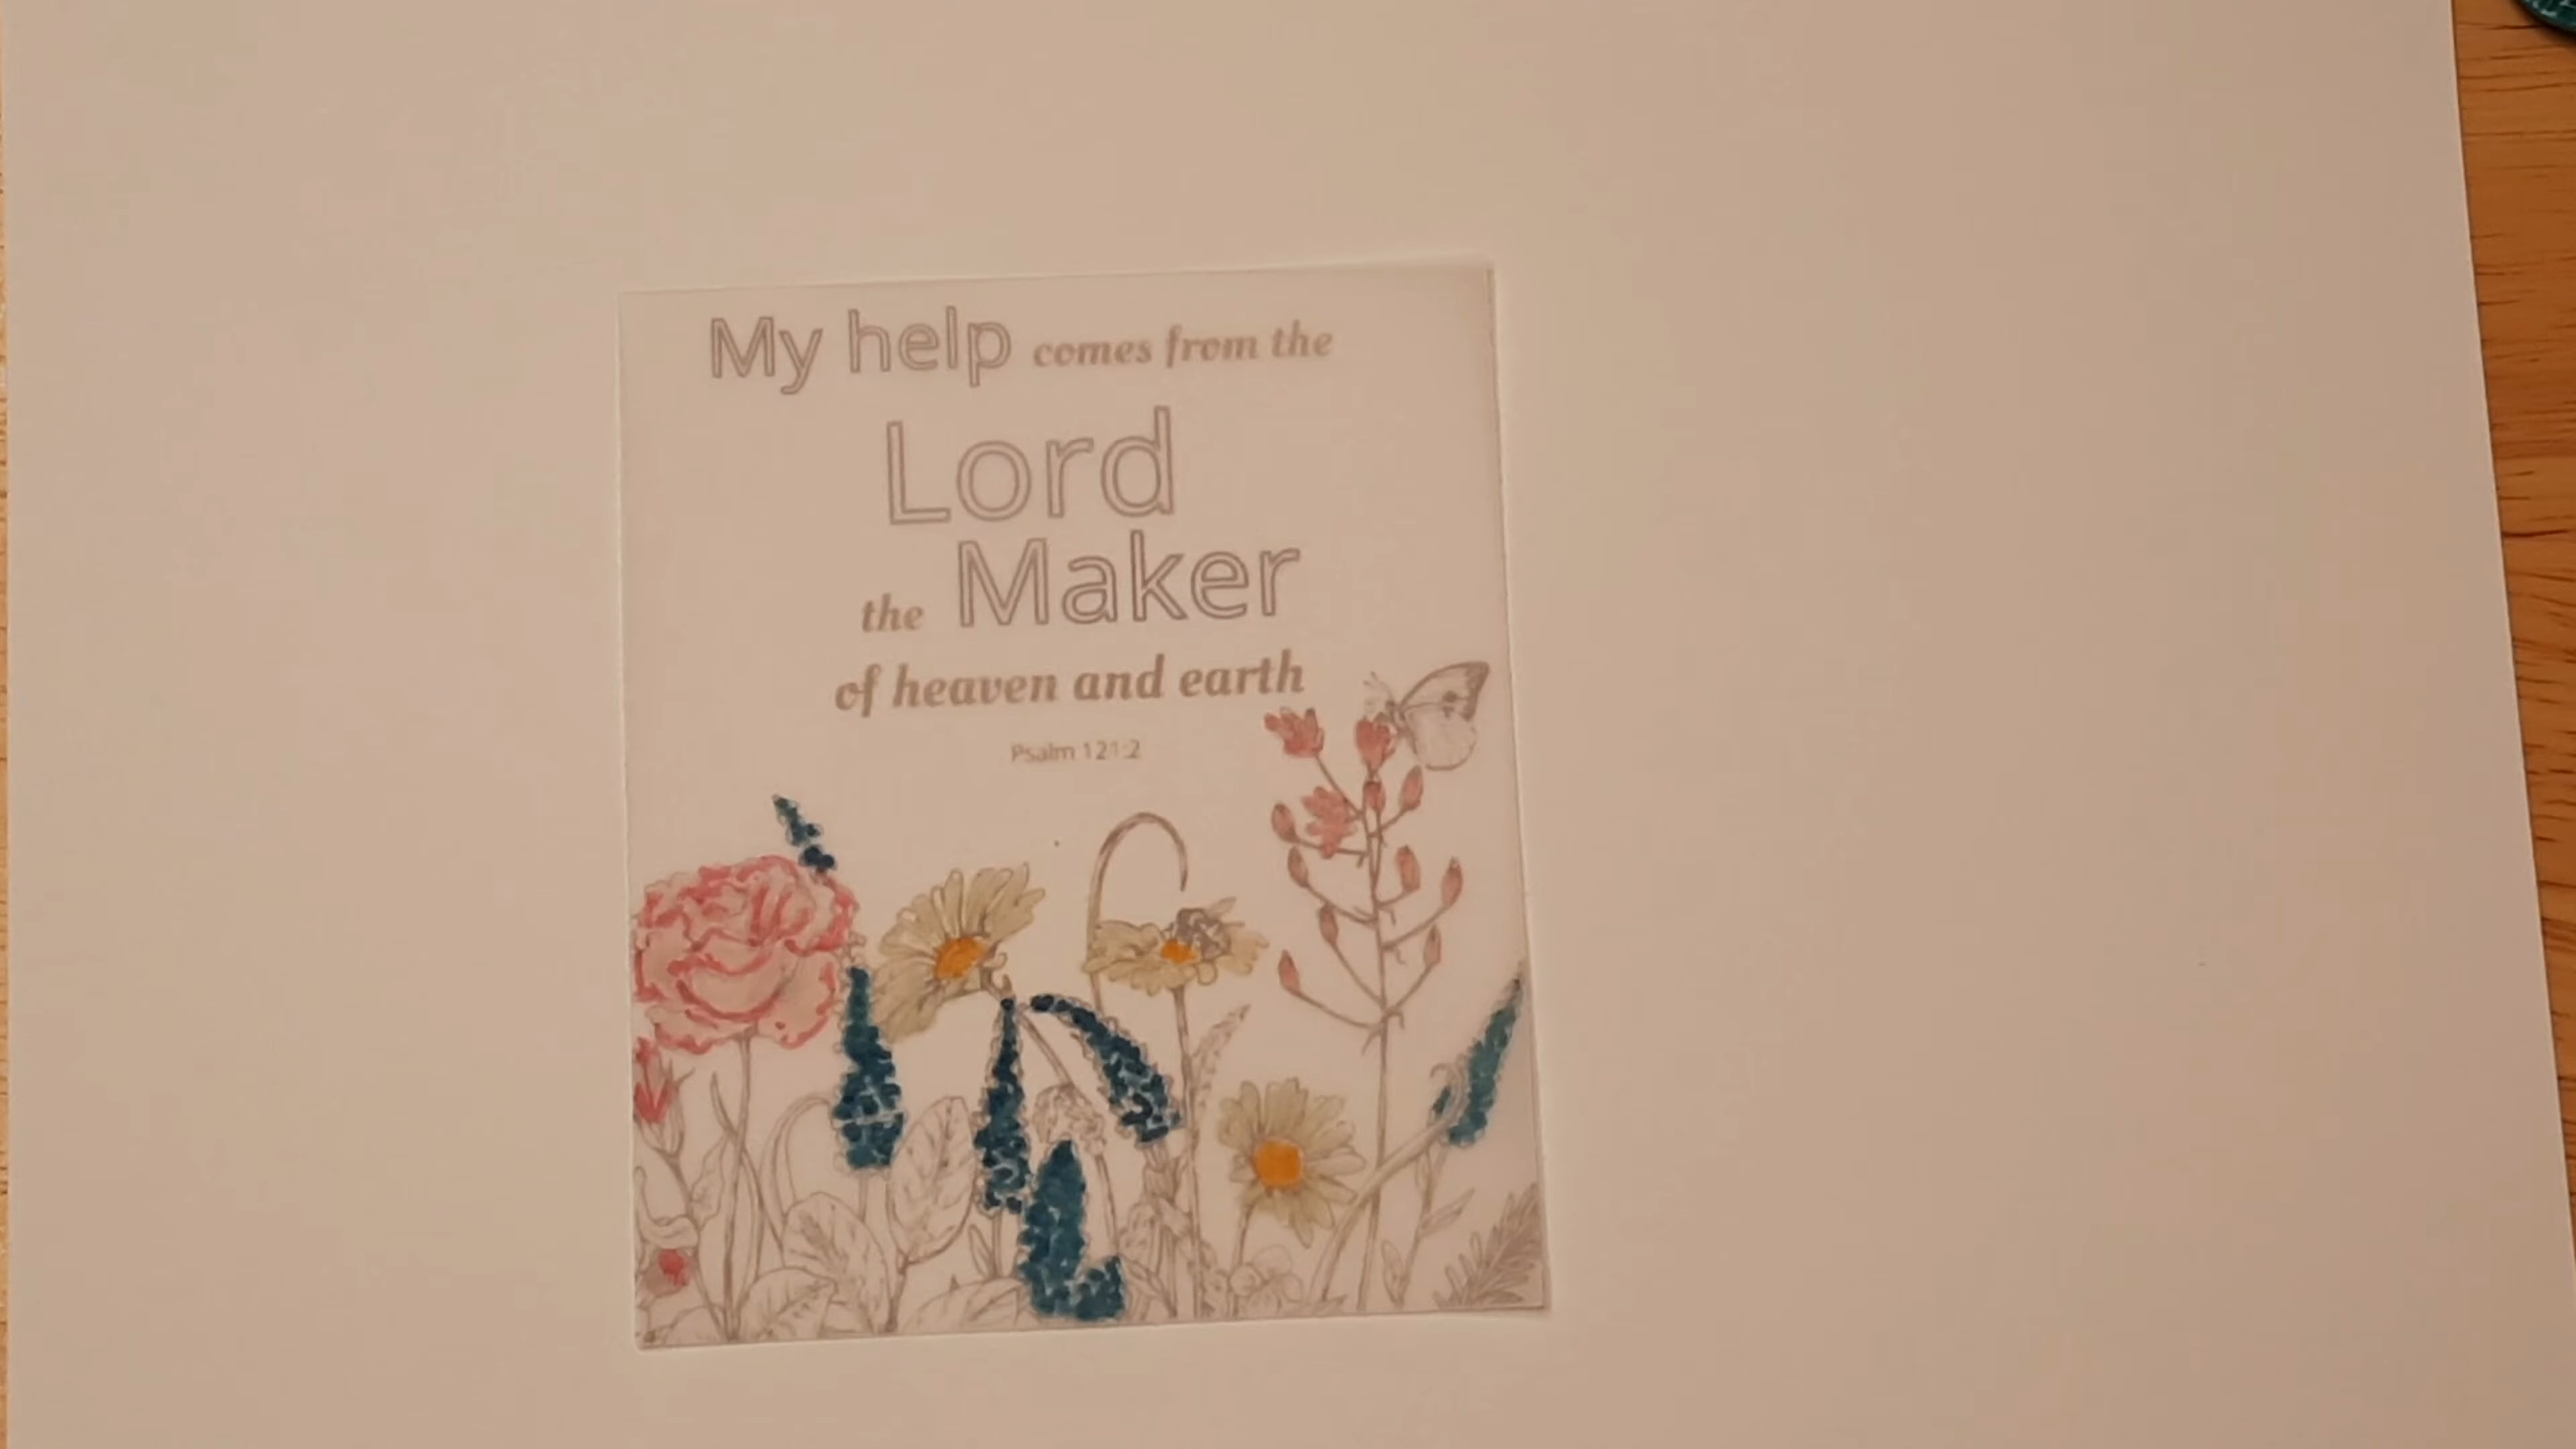 My help comes from the
Lord
the Maker
of heaven and earth
Psalm 121:2